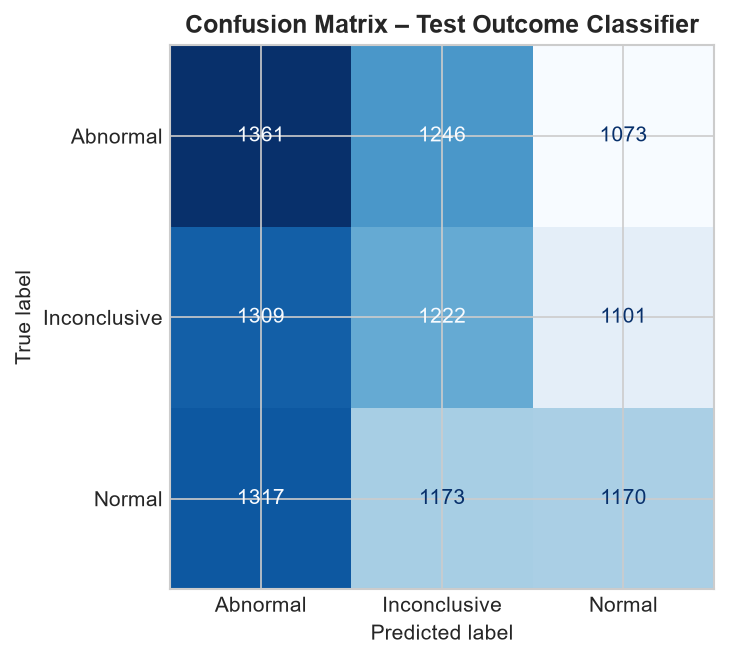 Confusion Matrix – Test Outcome Classifier
Abnormal
1361
1246
1073
Inconclusive
1309
1222
1101
Normal
1317
1173
1170
True label
Abnormal
Inconclusive
Normal
Predicted label